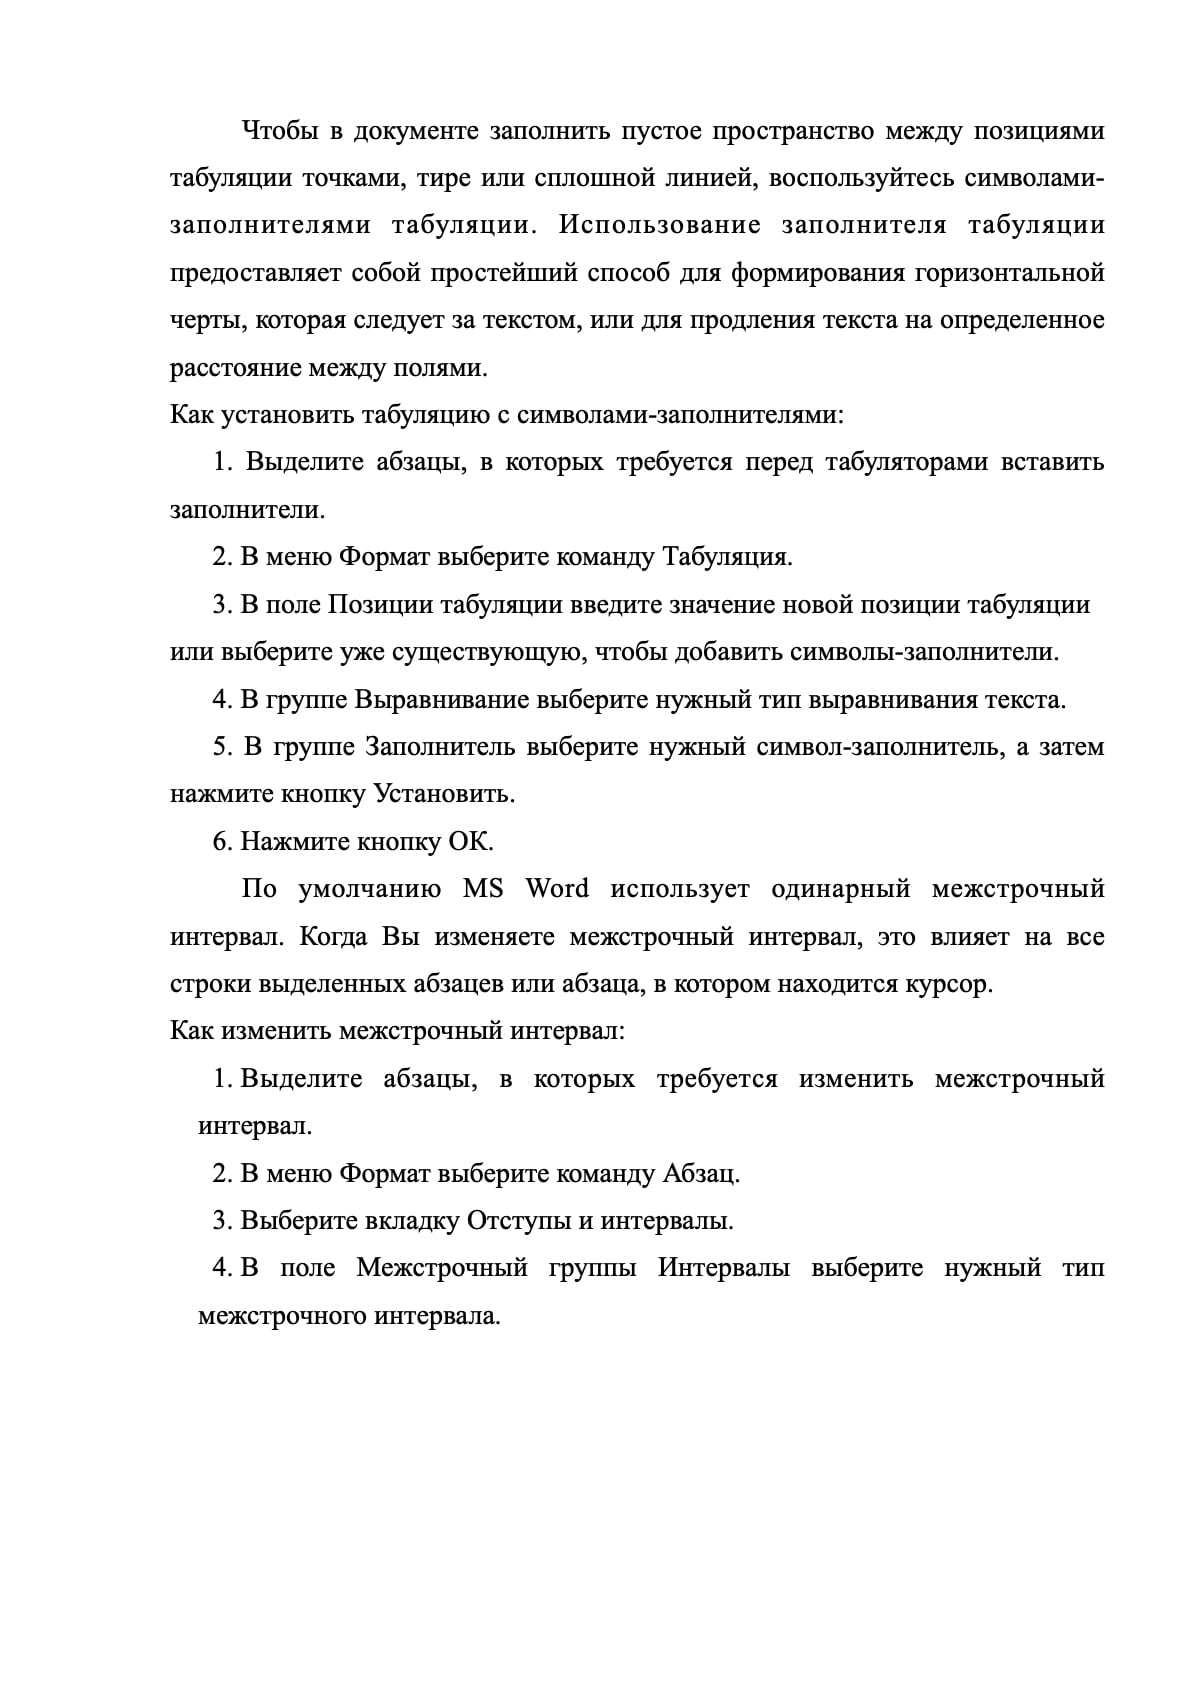 Чтобы в документе заполнить пустое пространство между позициями
табуляции точками, тире или сплошной линией, воспользуйтесь символами-
заполнителями табуляции. Использование заполнителя табуляции
предоставляет собой простейший способ для формирования горизонтальной
черты, которая следует за текстом, или для продления текста на определенное
расстояние между полями.
Как установить табуляцию с символами-заполнителями:
1. Выделите абзацы, в которых требуется перед табуляторами вставить
заполнители.
2. В меню Формат выберите команду Табуляция.
3. В поле Позиции табуляции введите значение новой позиции табуляции
или выберите уже существующую, чтобы добавить символы-заполнители.
4. В группе Выравнивание выберите нужный тип выравнивания текста.
5. В группе Заполнитель выберите нужный символ-заполнитель, а затем
нажмите кнопку Установить.
6. Нажмите кнопку ОК.
По умолчанию MS Word использует одинарный межстрочный
интервал. Когда Вы изменяете межстрочный интервал, это влияет на все
строки выделенных абзацев или абзаца, в котором находится курсор.
Как изменить межстрочный интервал:
1. Выделите абзацы, в которых требуется изменить межстрочный
интервал.
2. В меню Формат выберите команду Абзац.
3. Выберите вкладку Отступы и интервалы.
4. В поле Межстрочный группы Интервалы выберите нужный тип
межстрочного интервала.